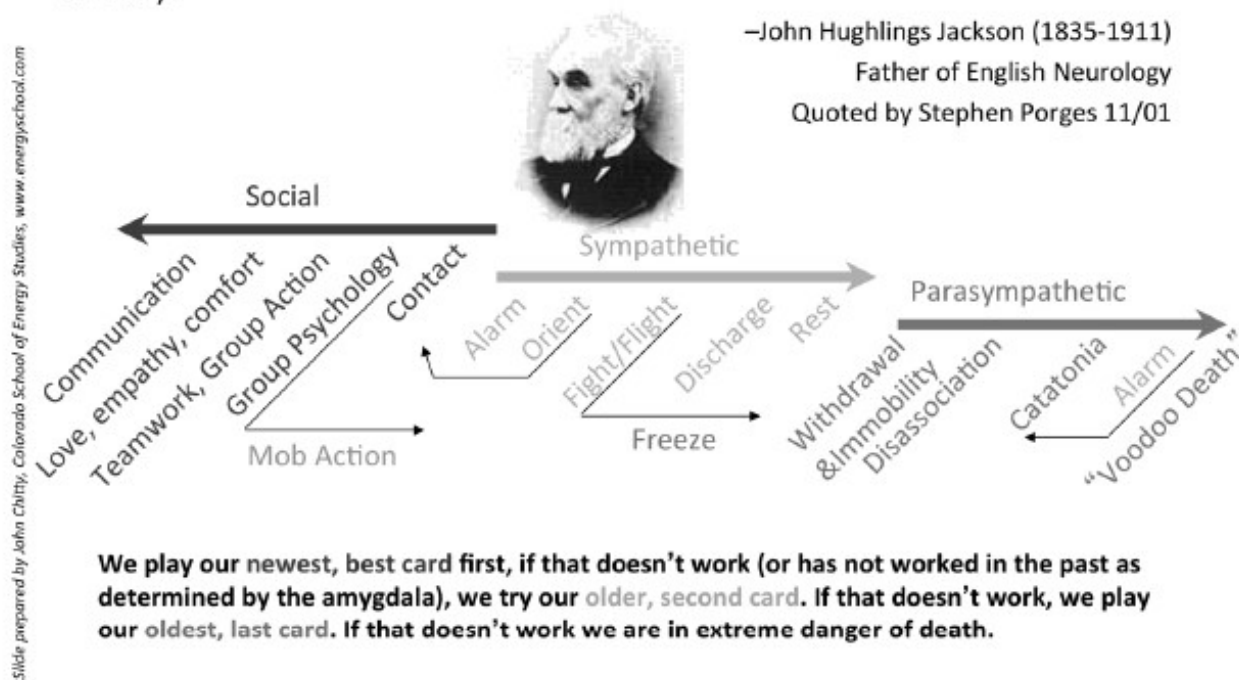 –John Hughlings Jackson (1835-1911)
Father of English Neurology
Quoted by Stephen Porges 11/01
Social
Communication
Love, empathy, comfort
Teamwork, Group Action
Group Psychology
Contact
Mob Action
Sympathetic
Alarm
Orient
Fight/Flight
Discharge
Rest
Freeze
Parasympathetic
Withdrawal
&Immobility
Disassociation
Catatonia
Alarm
“Voodoo Death”
We play our newest, best card first, if that doesn’t work (or has not worked in the past as
determined by the amygdala), we try our older, second card. If that doesn’t work, we play
our oldest, last card. If that doesn’t work we are in extreme danger of death.
Slide prepared by John Chitty, Colorado School of Energy Studies, www.energyschool.com